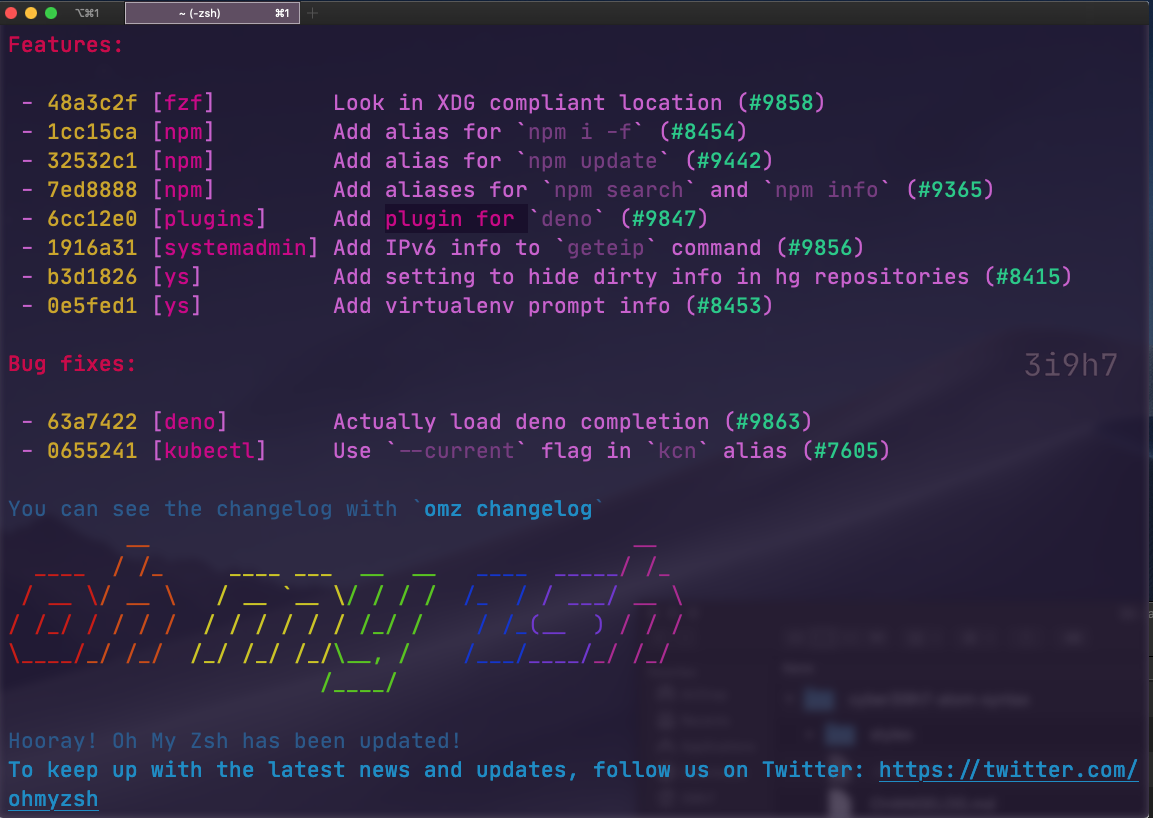 ⌥⌘1 ~ (-zsh) ⌘1
Features:
- 48a3c2f [fzf] Look in XDG compliant location (#9858)
- 1cc15ca [npm] Add alias for `npm i -f` (#8454)
- 32532c1 [npm] Add alias for `npm update` (#9442)
- 7ed8888 [npm] Add aliases for `npm search` and `npm info` (#9365)
- 6cc12e0 [plugins] Add plugin for `deno` (#9847)
- 1916a31 [systemadmin] Add IPv6 info to `geteip` command (#9856)
- b3d1826 [ys] Add setting to hide dirty info in hg repositories (#8415)
- 0e5fed1 [ys] Add virtualenv prompt info (#8453)
Bug fixes:
3i9h7
- 63a7422 [deno] Actually load deno completion (#9863)
- 0655241 [kubectl] Use `--current` flag in `kcn` alias (#7605)
You can see the changelog with `omz changelog`
oh my zsh
Hooray! Oh My Zsh has been updated!
To keep up with the latest news and updates, follow us on Twitter: https://twitter.com/
ohmyzsh